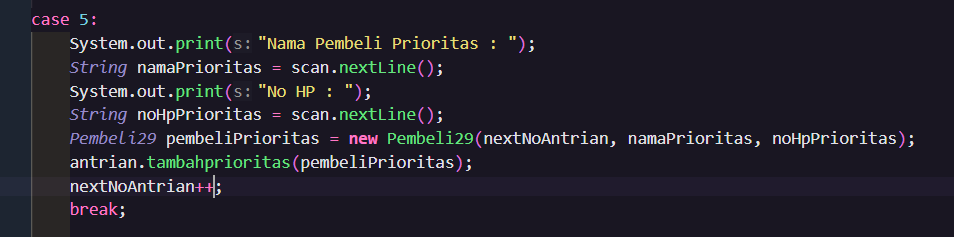 case 5:
System.out.print(s: "Nama Pembeli Prioritas : ");
String namaPrioritas = scan.nextLine();
System.out.print(s: "No HP : ");
String noHpPrioritas = scan.nextLine();
Pembeli29 pembeliPrioritas = new Pembeli29(nextNoAntrian, namaPrioritas, noHpPrioritas);
antrian.tambahprioritas(pembeliPrioritas);
nextNoAntrian++;
break;